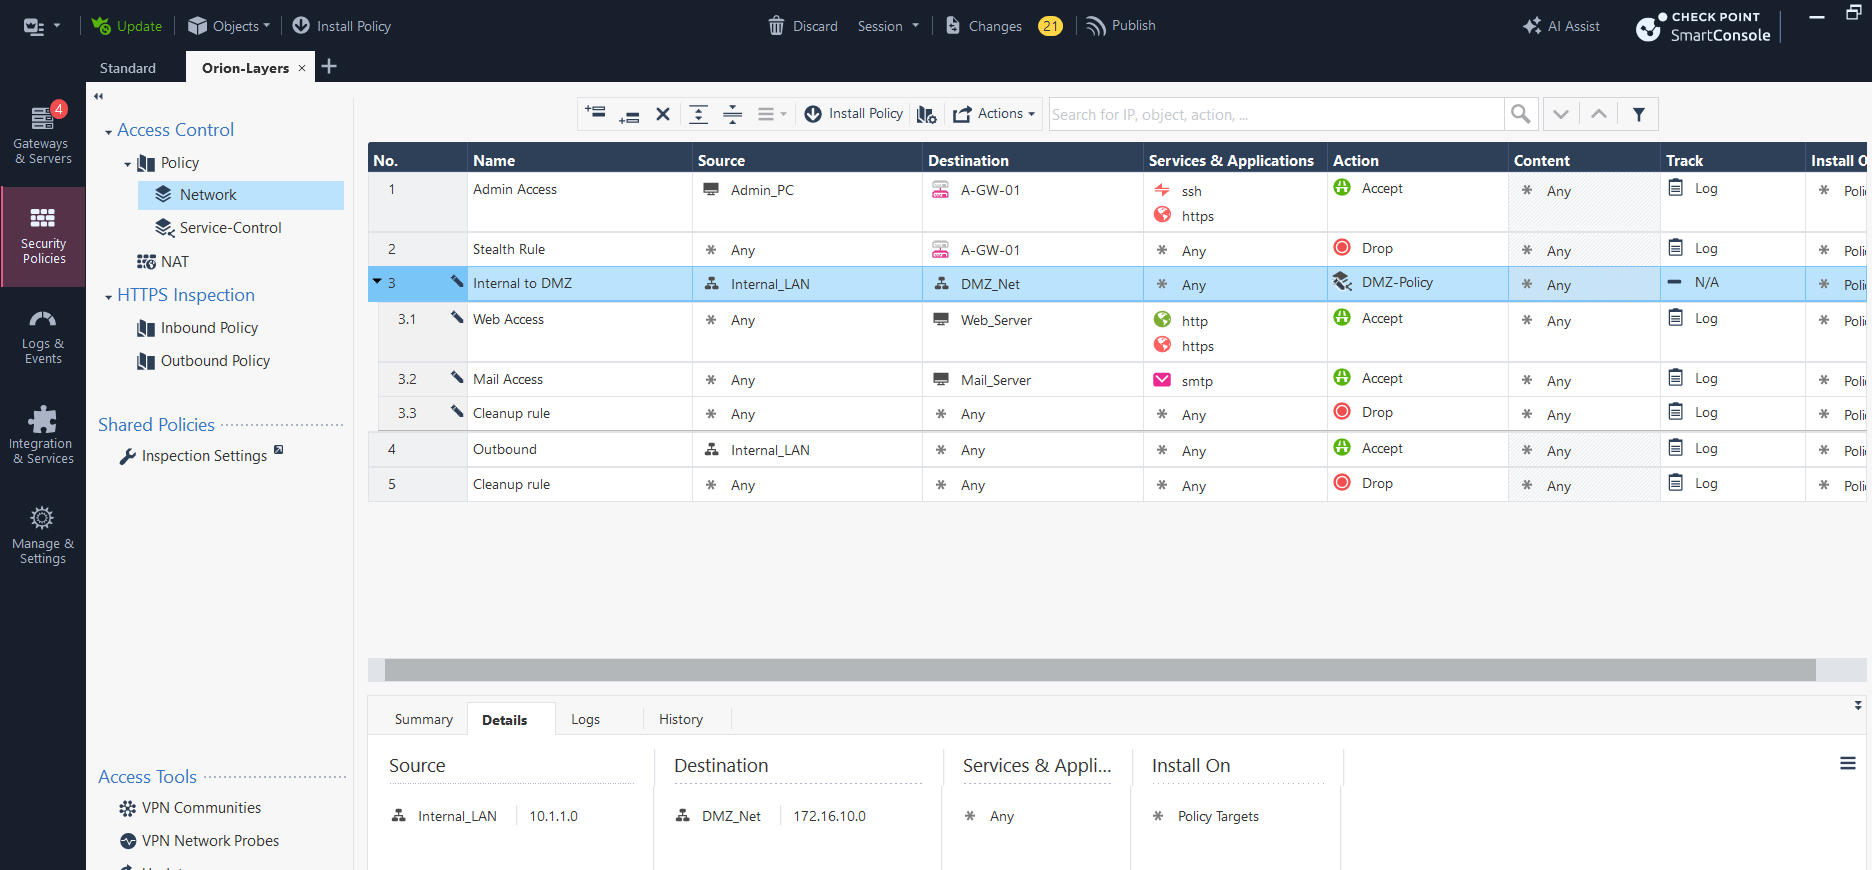 Update
Objects
Install Policy
Discard
Session
Changes
21
Publish
AI Assist
CHECK POINT
SmartConsole
Standard
Orion-Layers
4
Gateways
& Servers
Security
Policies
Logs &
Events
Integration
& Services
Manage &
Settings
Access Control
Policy
Network
Service-Control
NAT
HTTPS Inspection
Inbound Policy
Outbound Policy
Shared Policies
Inspection Settings
Access Tools
VPN Communities
VPN Network Probes
Install Policy
Actions
Search for IP, object, action, ...
No. Name Source Destination Services & Applications Action Content Track Install O
1 Admin Access Admin_PC A-GW-01 ssh Accept Any Log Poli
https
2 Stealth Rule Any A-GW-01 Any Drop Any Log Poli
3 Internal to DMZ Internal_LAN DMZ_Net Any DMZ-Policy Any N/A Poli
3.1 Web Access Any Web_Server http Accept Any Log Poli
https
3.2 Mail Access Any Mail_Server smtp Accept Any Log Poli
3.3 Cleanup rule Any Any Any Drop Any Log Poli
4 Outbound Internal_LAN Any Any Accept Any Log Poli
5 Cleanup rule Any Any Any Drop Any Log Poli
Summary
Details
Logs
History
Source Destination Services & Appli... Install On
Internal_LAN 10.1.1.0 DMZ_Net 172.16.10.0 Any Policy Targets